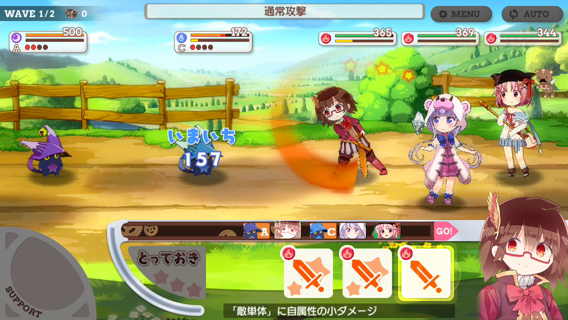 WAVE 1/2 0
通常攻撃
MENU
AUTO
500
A
172
C
365
369
344
いまいち
157
A C GO!
とっておき
SUPPORT
「敵単体」に自属性の小ダメージ